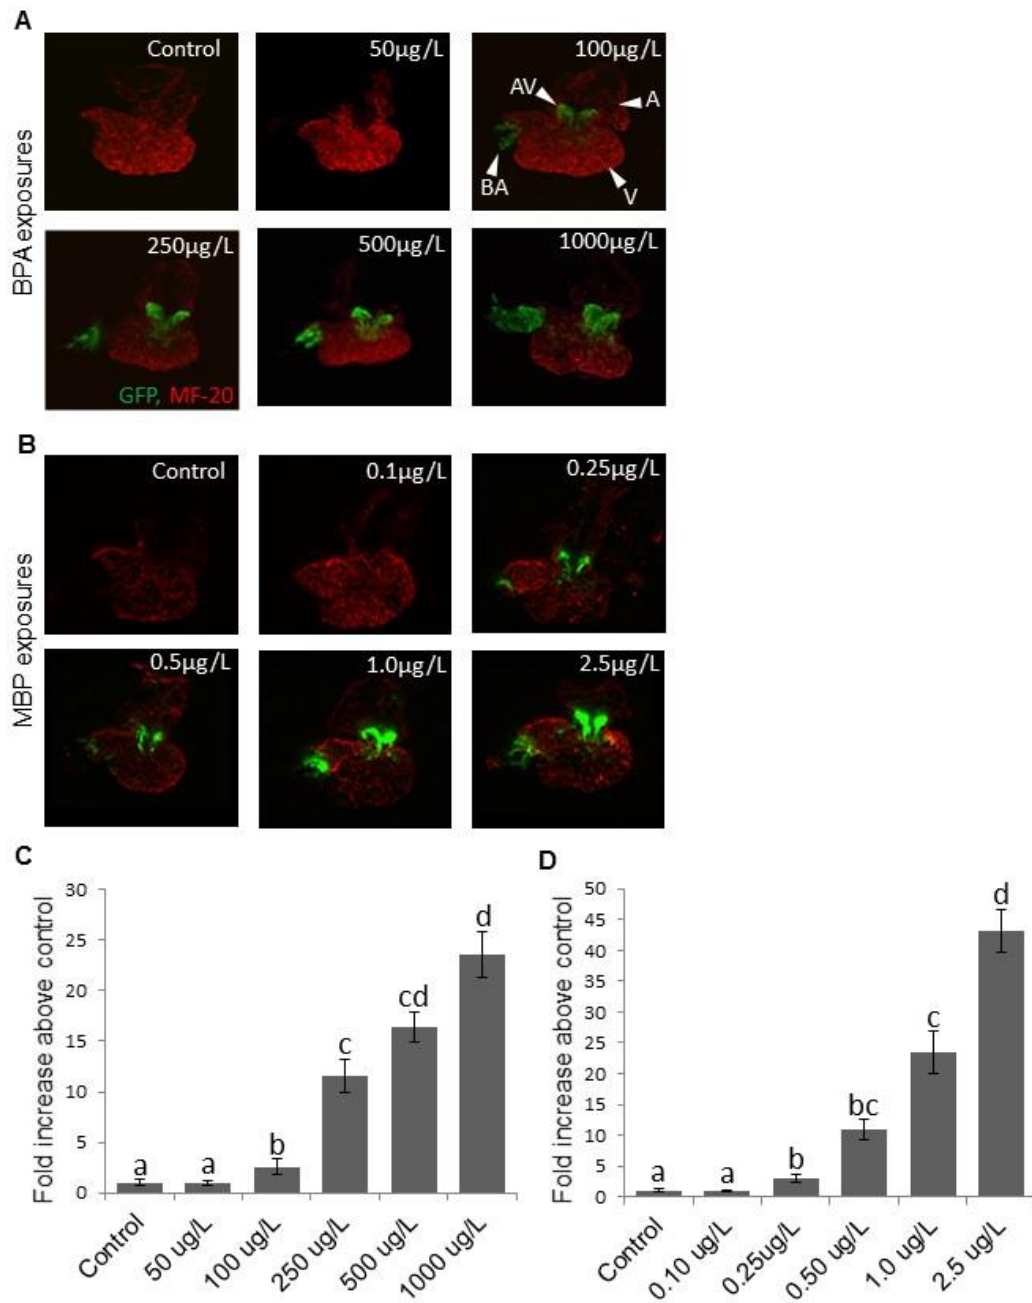 A
BPA exposures
Control
50µg/L
100µg/L
AV
A
BA
V
250µg/L
500µg/L
1000µg/L
GFP, MF-20
B
MBP exposures
Control
0.1µg/L
0.25µg/L
0.5µg/L
1.0µg/L
2.5µg/L
C
Fold increase above control
30
25
20
15
10
5
0
a
a
b
c
cd
d
Control
50 ug/L
100 ug/L
250 ug/L
500 ug/L
1000 ug/L
D
Fold increase above control
50
45
40
35
30
25
20
15
10
5
0
a
a
b
bc
c
d
Control
0.10 ug/L
0.25ug/L
0.50 ug/L
1.0 ug/L
2.5 ug/L